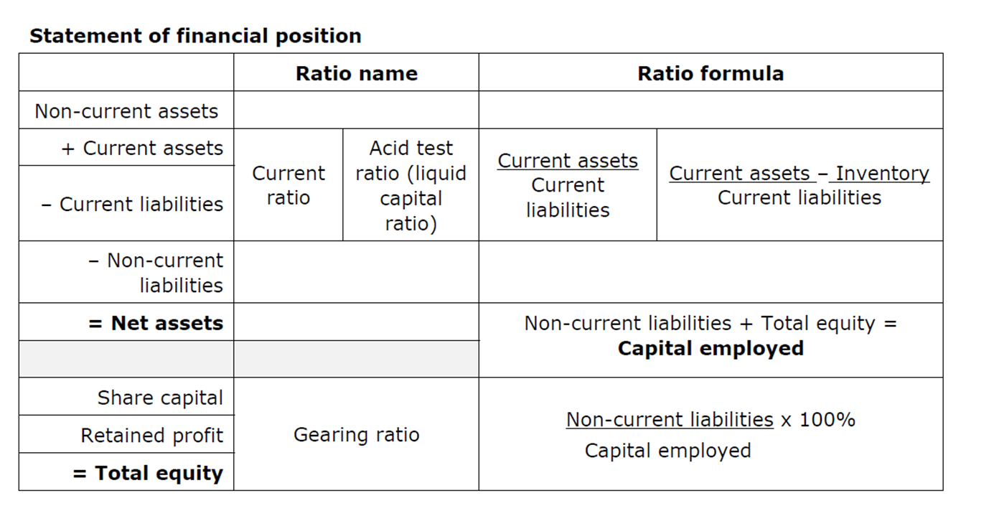 Statement of financial position
Ratio name
Ratio formula
Non-current assets
+ Current assets
– Current liabilities
Current
ratio
Acid test
ratio (liquid
capital
ratio)
Current assets
Current
liabilities
Current assets – Inventory
Current liabilities
– Non-current
liabilities
= Net assets
Non-current liabilities + Total equity =
Capital employed
Share capital
Retained profit
= Total equity
Gearing ratio
Non-current liabilities x 100%
Capital employed